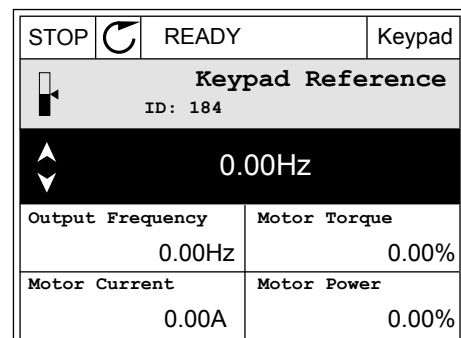 STOP READY Keypad
Keypad Reference
ID: 184
0.00Hz
Output Frequency Motor Torque
0.00Hz 0.00%
Motor Current Motor Power
0.00A 0.00%